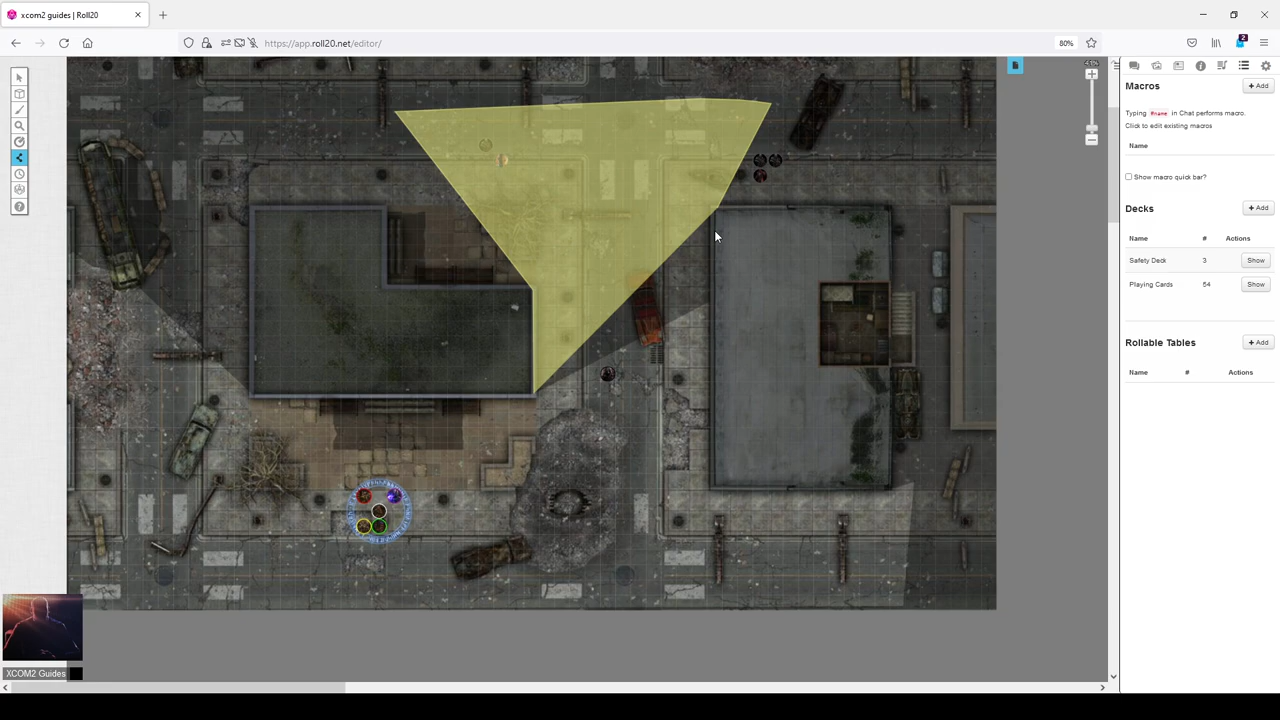 xcom2 guides | Roll20
https://app.roll20.net/editor/
80%
2
Macros
+ Add
Typing #name in Chat performs macro.
Click to edit existing macros
Name
Show macro quick bar?
Decks
+ Add
Name # Actions
Safety Deck 3 Show
Playing Cards 54 Show
Rollable Tables
+ Add
Name # Actions
XCOM2 Guides